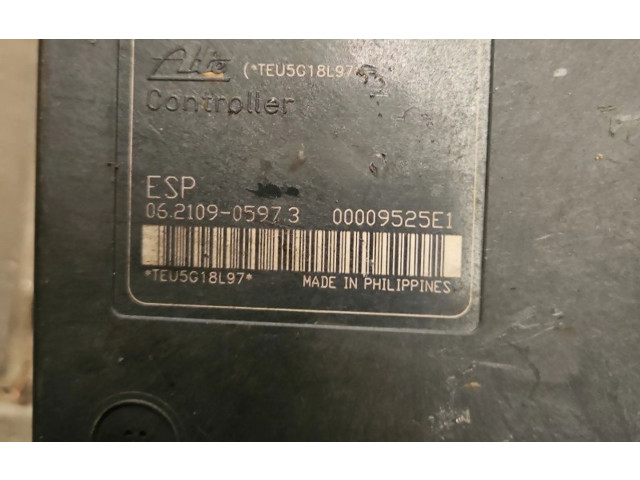 Ate (*TEU5G18L97*)
Controller
ESP
06.2109-0597.3 00009525E1
*TEU5G18L97* MADE IN PHILIPPINES